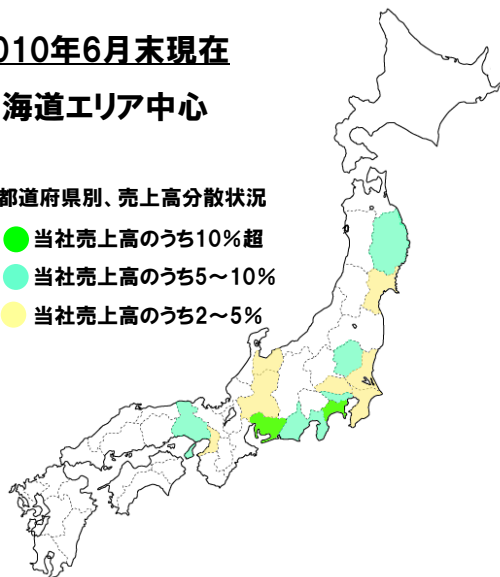 010年6月末現在
海道エリア中心
都道府県別、売上高分散状況
当社売上高のうち10%超
当社売上高のうち5～10%
当社売上高のうち2～5%